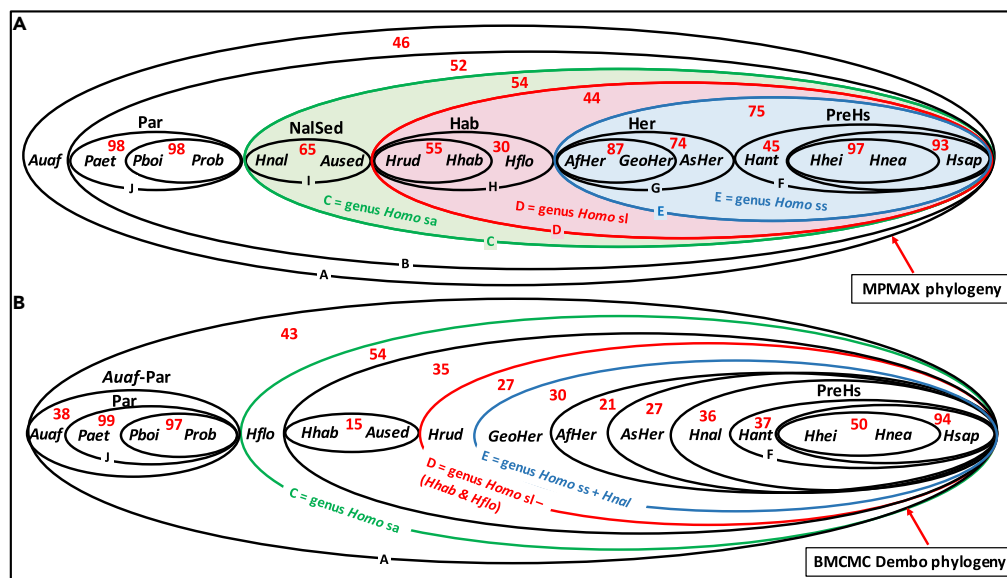 A
46
52
54
44
75
Par
NalSed
Hab
Her
PreHs
98
98
65
55
30
87
74
45
97
93
Auaf Paet Pboi Prob Hnal Aused Hrud Hhab Hflo AfHer GeoHer AsHer Hant Hhei Hnea Hsap
J
I
H
G
F
C = genus Homo sa
D = genus Homo sl
E = genus Homo ss
E
D
C
B
A
MPMAX phylogeny
B
43
54
35
27
30
21
27
36
37
50
94
Auaf-Par
Par
PreHs
38
99
97
15
Auaf Paet Pboi Prob Hflo Hhab Aused Hrud GeoHer AfHer AsHer Hnal Hant Hhei Hnea Hsap
J
F
E = genus Homo ss + Hnal
D = genus Homo sl –
(Hhab & Hflo)
C = genus Homo sa
A
BMCMC Dembo phylogeny